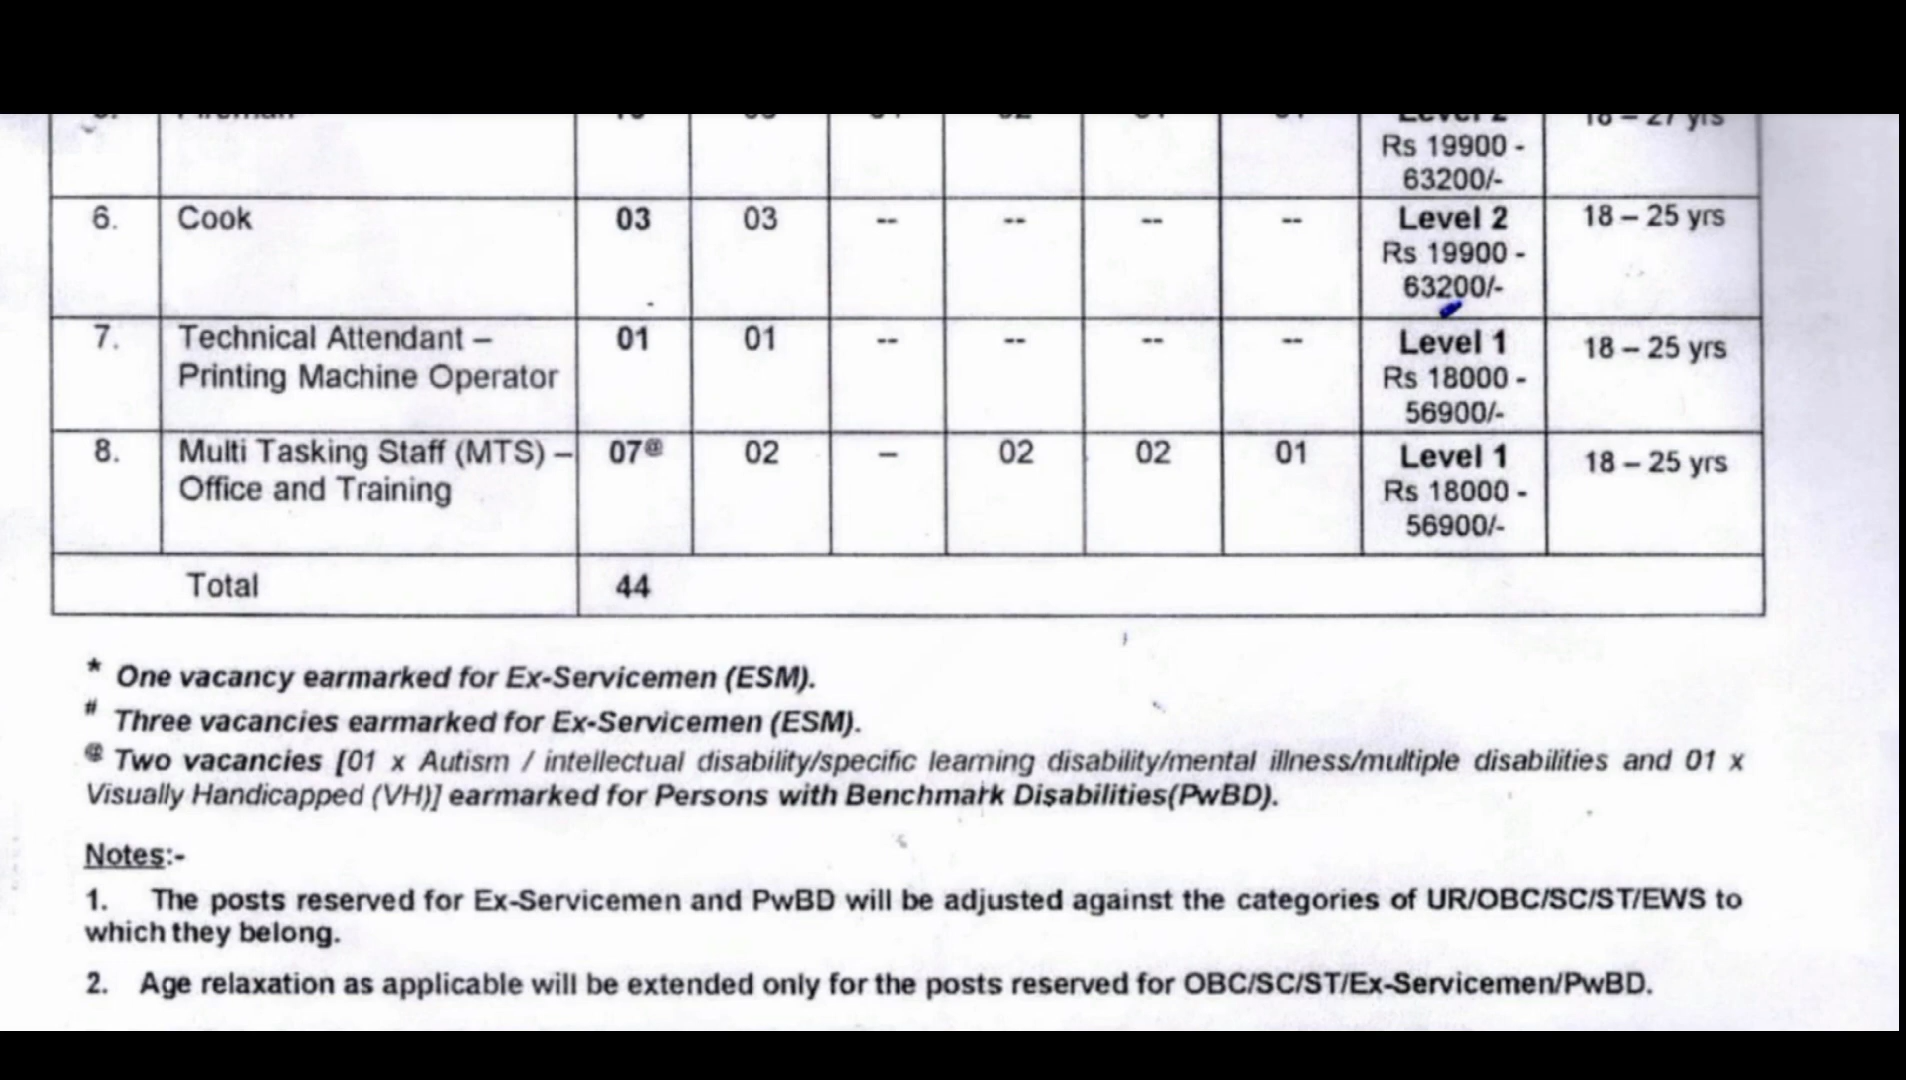 Rs 19900 -
63200/-
6. Cook 03 03 -- -- -- -- Level 2 18 – 25 yrs
Rs 19900 -
63200/-
7. Technical Attendant – 01 01 -- -- -- -- Level 1 18 – 25 yrs
Printing Machine Operator Rs 18000 -
56900/-
8. Multi Tasking Staff (MTS) – 07@ 02 – 02 02 01 Level 1 18 – 25 yrs
Office and Training Rs 18000 -
56900/-
Total 44
* One vacancy earmarked for Ex-Servicemen (ESM).
# Three vacancies earmarked for Ex-Servicemen (ESM).
@ Two vacancies [01 x Autism / intellectual disability/specific learning disability/mental illness/multiple disabilities and 01 x
Visually Handicapped (VH)] earmarked for Persons with Benchmark Disabilities(PwBD).
Notes:-
1. The posts reserved for Ex-Servicemen and PwBD will be adjusted against the categories of UR/OBC/SC/ST/EWS to
which they belong.
2. Age relaxation as applicable will be extended only for the posts reserved for OBC/SC/ST/Ex-Servicemen/PwBD.